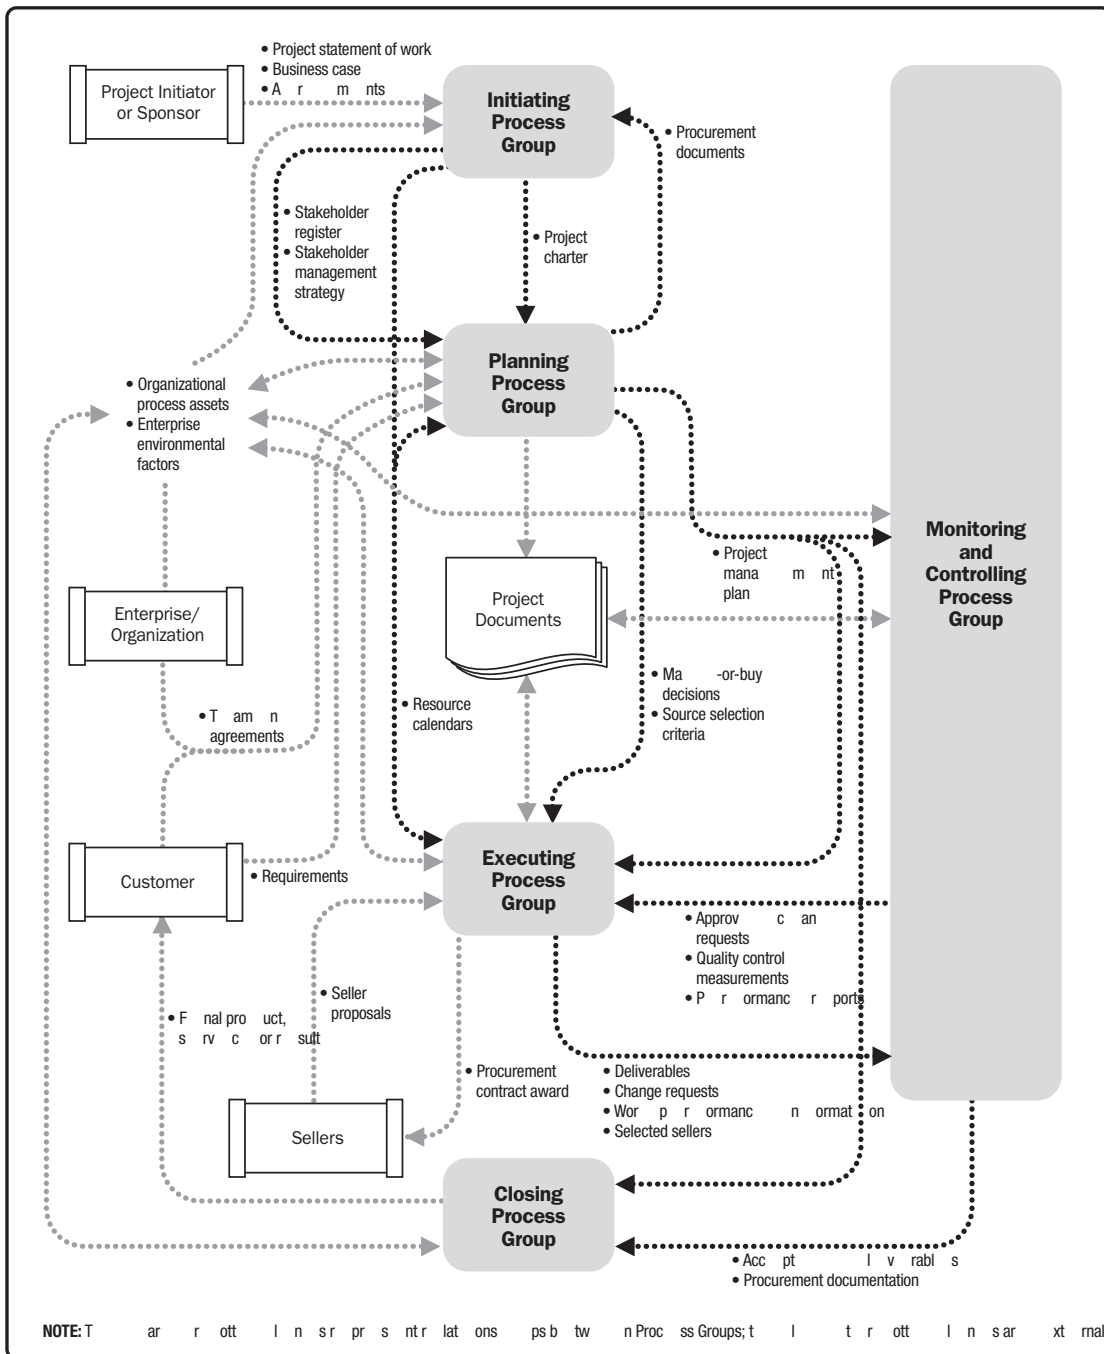 • Project statement of work
• Business case
Project Initiator
or Sponsor
Initiating
Process
Group
• Procurement
documents
• Stakeholder
register
• Stakeholder
management
strategy
• Project
charter
Planning
Process
Group
• Organizational
process assets
• Enterprise
environmental
factors
Monitoring
and
Controlling
Process
Group
• Project
plan
Project
Documents
Enterprise/
Organization
-or-buy
decisions
• Source selection
criteria
• Resource
calendars
agreements
Executing
Process
Group
Customer
• Requirements
requests
• Quality control
measurements
• Seller
proposals
• Procurement
contract award
• Deliverables
• Change requests
• Selected sellers
Sellers
Closing
Process
Group
• Procurement documentation
NOTE: Groups;